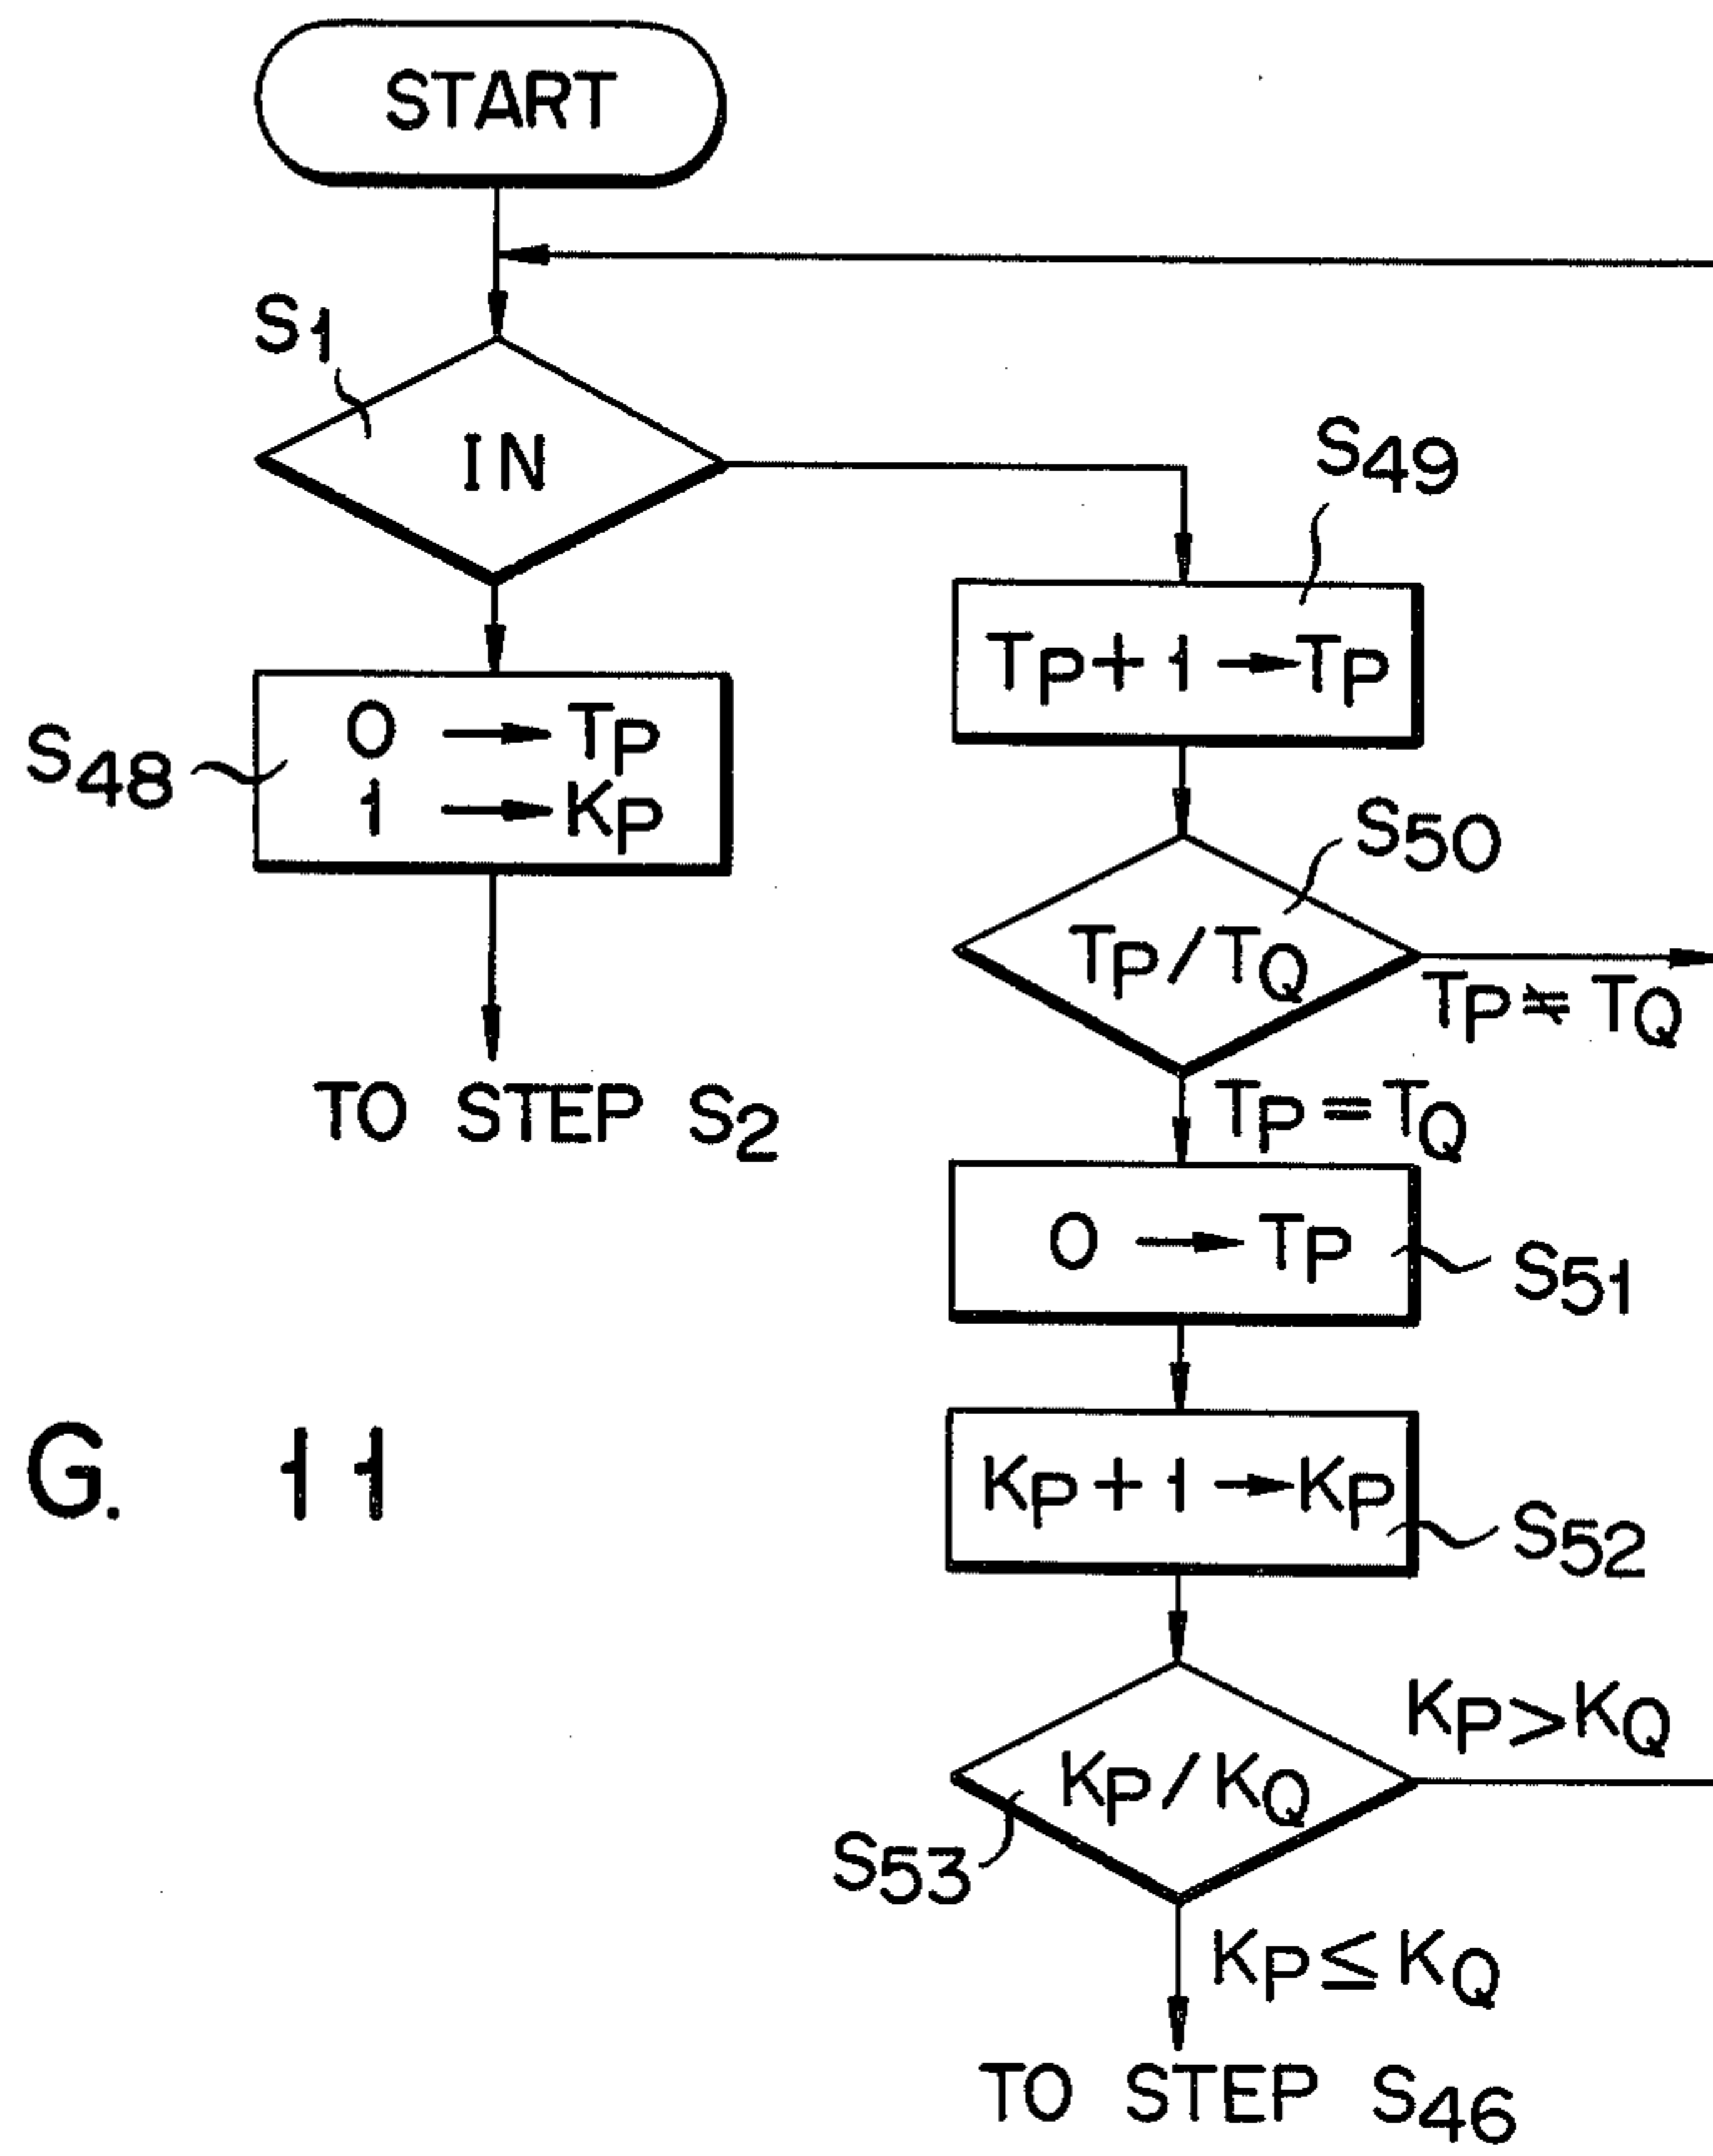 START
S1
IN
S49
TP + 1 → TP
S48
0 → TP
1 → KP
S50
TP / TQ
TP ≠ TQ
TO STEP S2
TP = TQ
0 → TP
S51
G. 11
KP + 1 → KP
S52
KP > KQ
KP / KQ
S53
KP ≤ KQ
TO STEP S46